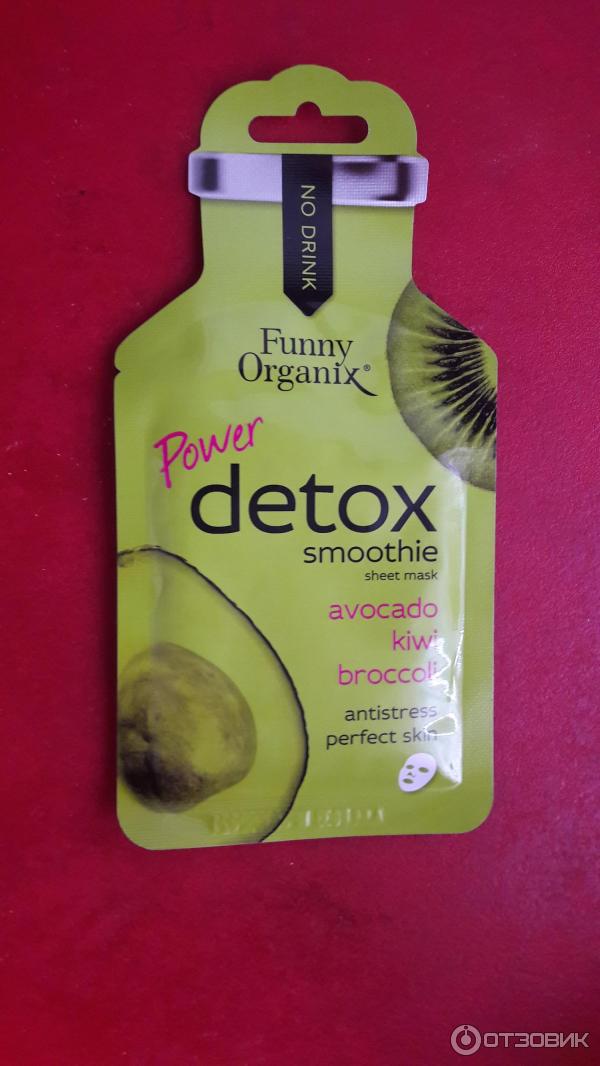 NO DRINK
Funny
Organix®
Power
detox
smoothie
sheet mask
avocado
kiwi
broccoli
antistress
perfect skin
ОТЗОВИК